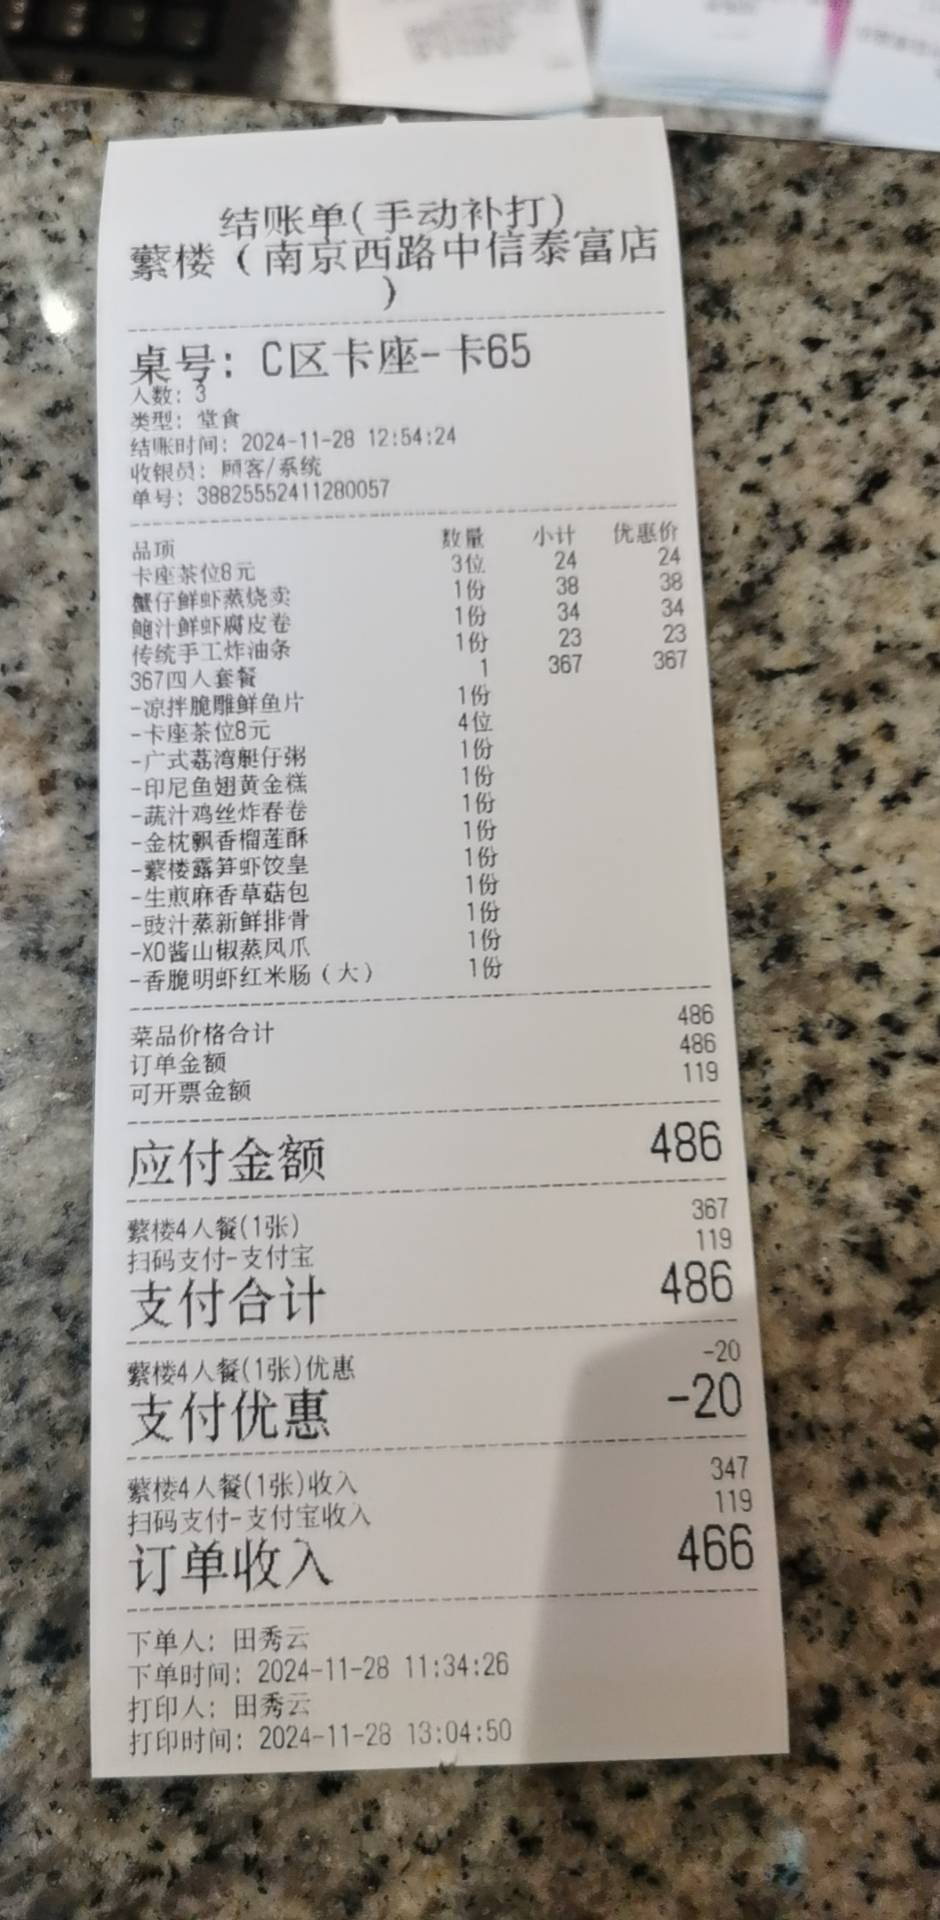 结账单(手动补打)
蘩楼（南京西路中信泰富店
）
桌号：C区卡座-卡65
人数：3
类型：堂食
结账时间：2024-11-28 12:54:24
收银员：顾客/系统
单号：38825552411280057
品项 数量 小计 优惠价
卡座茶位8元 3位 24 24
蟹仔鲜虾蒸烧卖 1份 38 38
鲍汁鲜虾腐皮卷 1份 34 34
传统手工炸油条 1份 23 23
367四人套餐 1 367 367
-凉拌脆雕鲜鱼片 1份
-卡座茶位8元 4位
-广式荔湾艇仔粥 1份
-印尼鱼翅黄金糕 1份
-蔬汁鸡丝炸春卷 1份
-金枕飘香榴莲酥 1份
-蘩楼露笋虾饺皇 1份
-生煎麻香草菇包 1份
-豉汁蒸新鲜排骨 1份
-XO酱山椒蒸凤爪 1份
-香脆明虾红米肠（大） 1份
菜品价格合计 486
订单金额 486
可开票金额 119
应付金额 486
蘩楼4人餐(1张) 367
扫码支付-支付宝 119
支付合计 486
蘩楼4人餐(1张)优惠 -20
支付优惠 -20
蘩楼4人餐(1张)收入 347
扫码支付-支付宝收入 119
订单收入 466
下单人：田秀云
下单时间：2024-11-28 11:34:26
打印人：田秀云
打印时间：2024-11-28 13:04:50